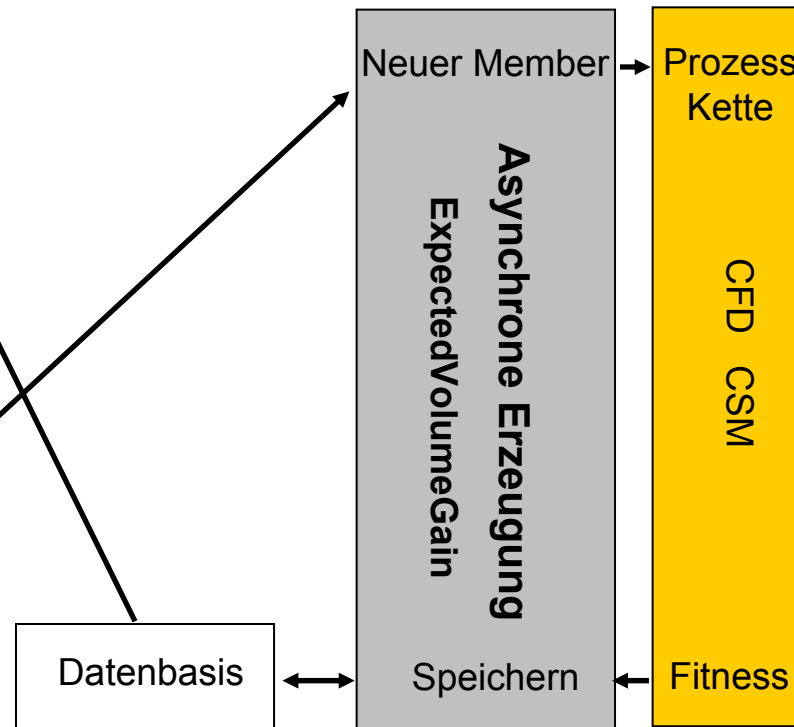 Neuer Member
Asynchrone Erzeugung
ExpectedVolumeGain
Speichern
Prozess
Kette
CFD CSM
Fitness
Datenbasis